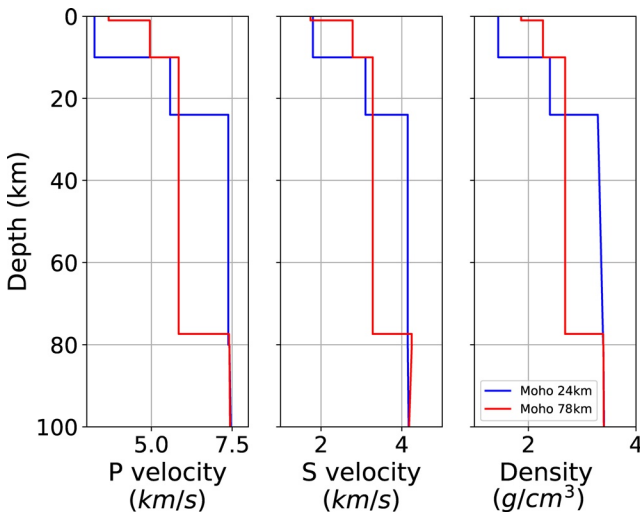 0
20
40
60
80
100
Depth (km)
5.0 7.5
P velocity
(km/s)
2 4
S velocity
(km/s)
Moho 24km
Moho 78km
2 4
Density
(g/cm³)